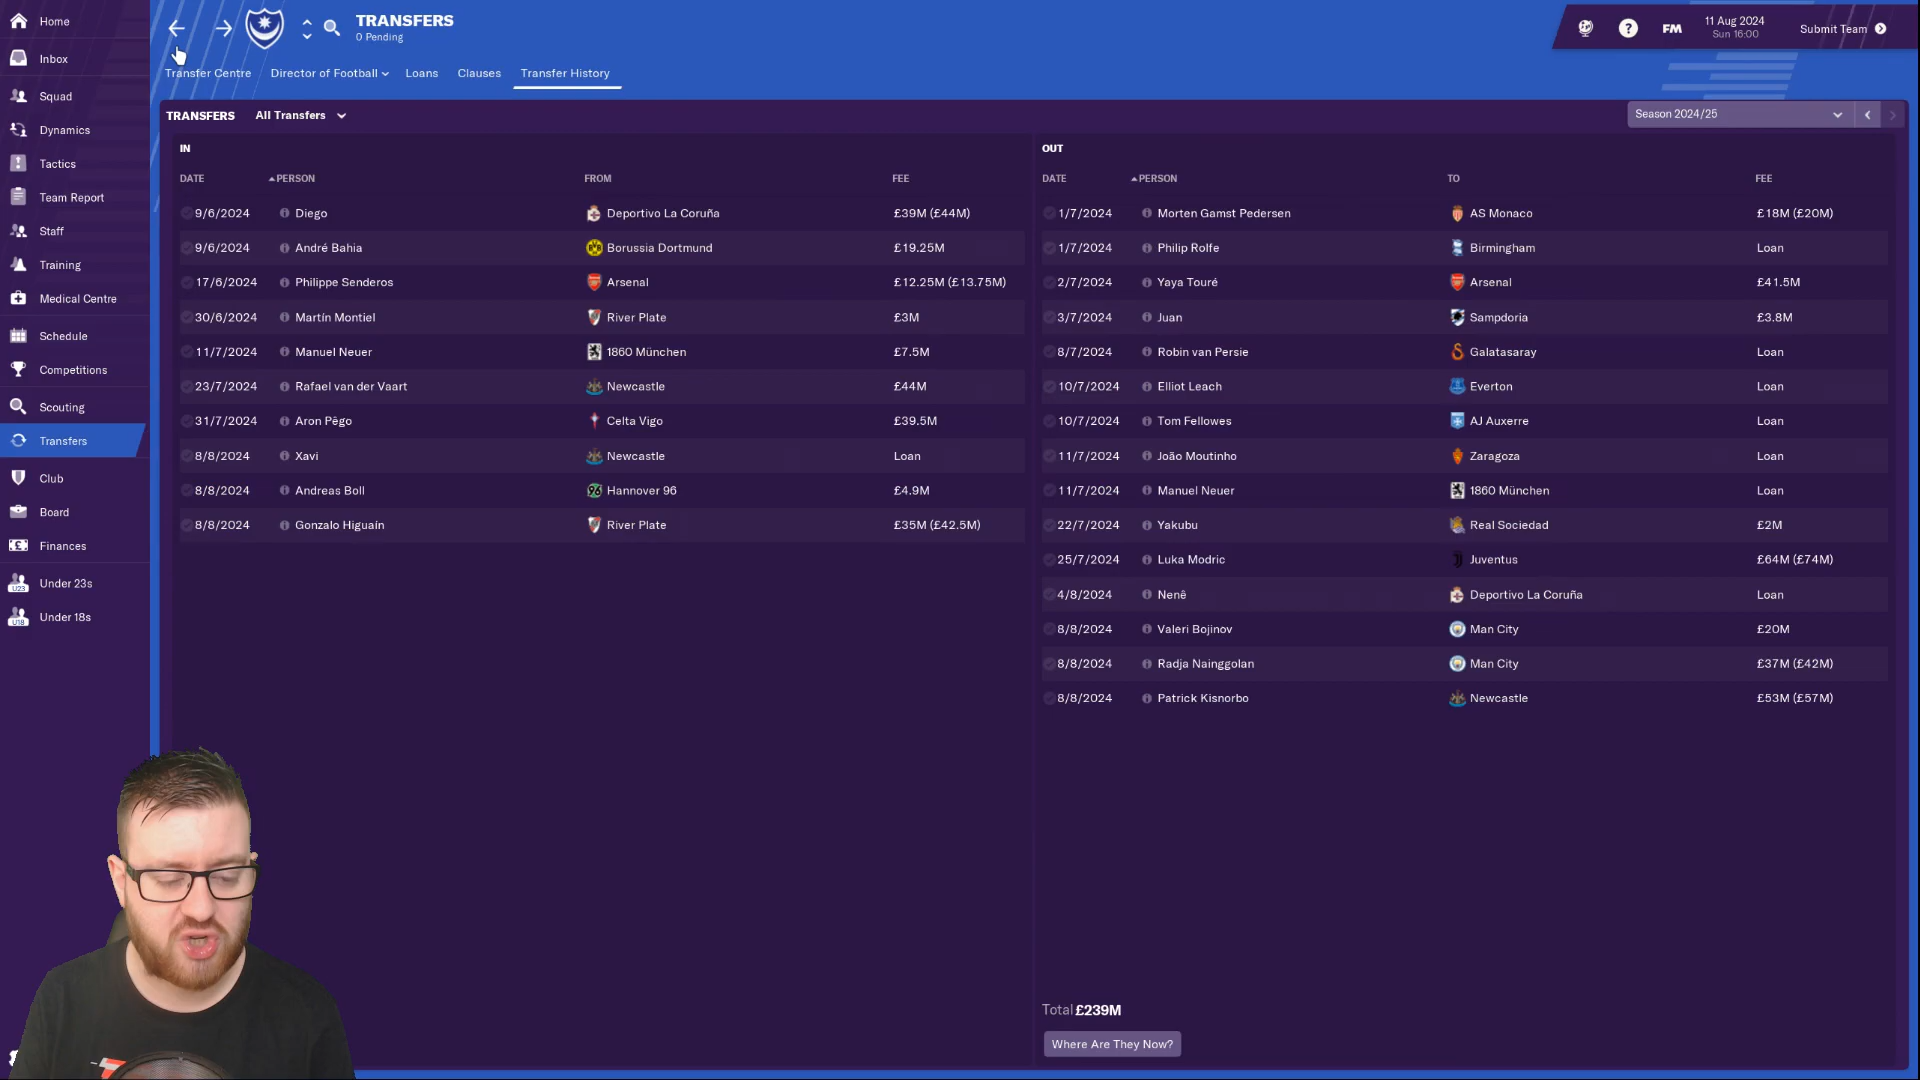 TRANSFERS
0 Pending
FM
11 Aug 2024
Sun 16:00
Submit Team
Transfer Centre
Director of Football
Loans
Clauses
Transfer History
Home
Inbox
Squad
Dynamics
Tactics
Team Report
Staff
Training
Medical Centre
Schedule
Competitions
Scouting
Transfers
Club
Board
Finances
U23 Under 23s
U18 Under 18s
TRANSFERS All Transfers
Season 2024/25
IN
DATE PERSON FROM FEE
9/6/2024 Diego Deportivo La Coruña £39M (£44M)
9/6/2024 André Bahia Borussia Dortmund £19.25M
17/6/2024 Philippe Senderos Arsenal £12.25M (£13.75M)
30/6/2024 Martín Montiel River Plate £3M
11/7/2024 Manuel Neuer 1860 München £7.5M
23/7/2024 Rafael van der Vaart Newcastle £44M
31/7/2024 Aron Pêgo Celta Vigo £39.5M
8/8/2024 Xavi Newcastle Loan
8/8/2024 Andreas Boll Hannover 96 £4.9M
8/8/2024 Gonzalo Higuaín River Plate £35M (£42.5M)
OUT
DATE PERSON TO FEE
1/7/2024 Morten Gamst Pedersen AS Monaco £18M (£20M)
1/7/2024 Philip Rolfe Birmingham Loan
2/7/2024 Yaya Touré Arsenal £41.5M
3/7/2024 Juan Sampdoria £3.8M
8/7/2024 Robin van Persie Galatasaray Loan
10/7/2024 Elliot Leach Everton Loan
10/7/2024 Tom Fellowes AJ Auxerre Loan
11/7/2024 João Moutinho Zaragoza Loan
11/7/2024 Manuel Neuer 1860 München Loan
22/7/2024 Yakubu Real Sociedad £2M
25/7/2024 Luka Modric Juventus £64M (£74M)
4/8/2024 Nenê Deportivo La Coruña Loan
8/8/2024 Valeri Bojinov Man City £20M
8/8/2024 Radja Nainggolan Man City £37M (£42M)
8/8/2024 Patrick Kisnorbo Newcastle £53M (£57M)
Total £239M
Where Are They Now?